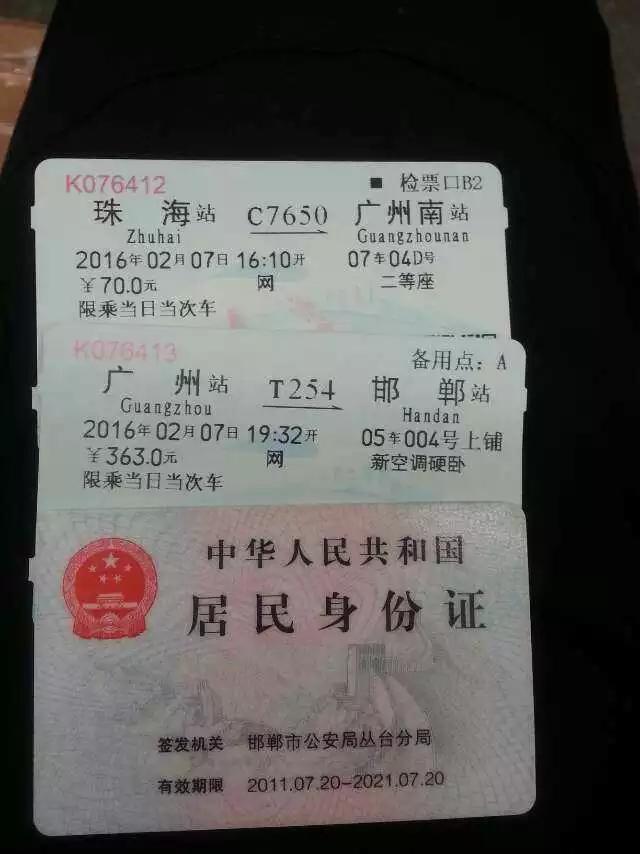 K076412 ■ 检票口B2
珠海站 C7650 广州南站
Zhuhai Guangzhounan
2016年02月07日 16:10开 07车04D号
￥70.0元 网 二等座
限乘当日当次车
K076413 备用点：A
广州站 T254 邯郸站
Guangzhou Handan
2016年02月07日 19:32开 05车004号上铺
￥363.0元 网 新空调硬卧
限乘当日当次车
中华人民共和国
居民身份证
签发机关 邯郸市公安局丛台分局
有效期限 2011.07.20-2021.07.20